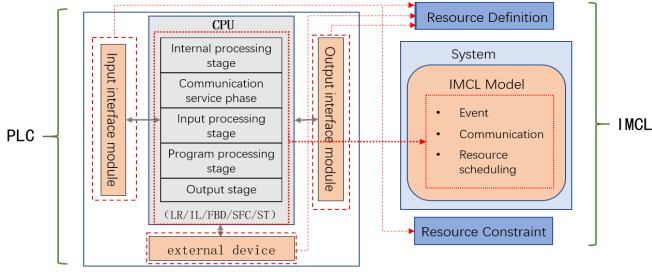 PLC
CPU
Internal processing
stage
Communication
service phase
Input processing
stage
Program processing
stage
Output stage
(LR/IL/FBD/SFC/ST)
Input interface module
Output interface module
external device
Resource Definition
System
IMCL Model
• Event
• Communication
• Resource
scheduling
Resource Constraint
IMCL